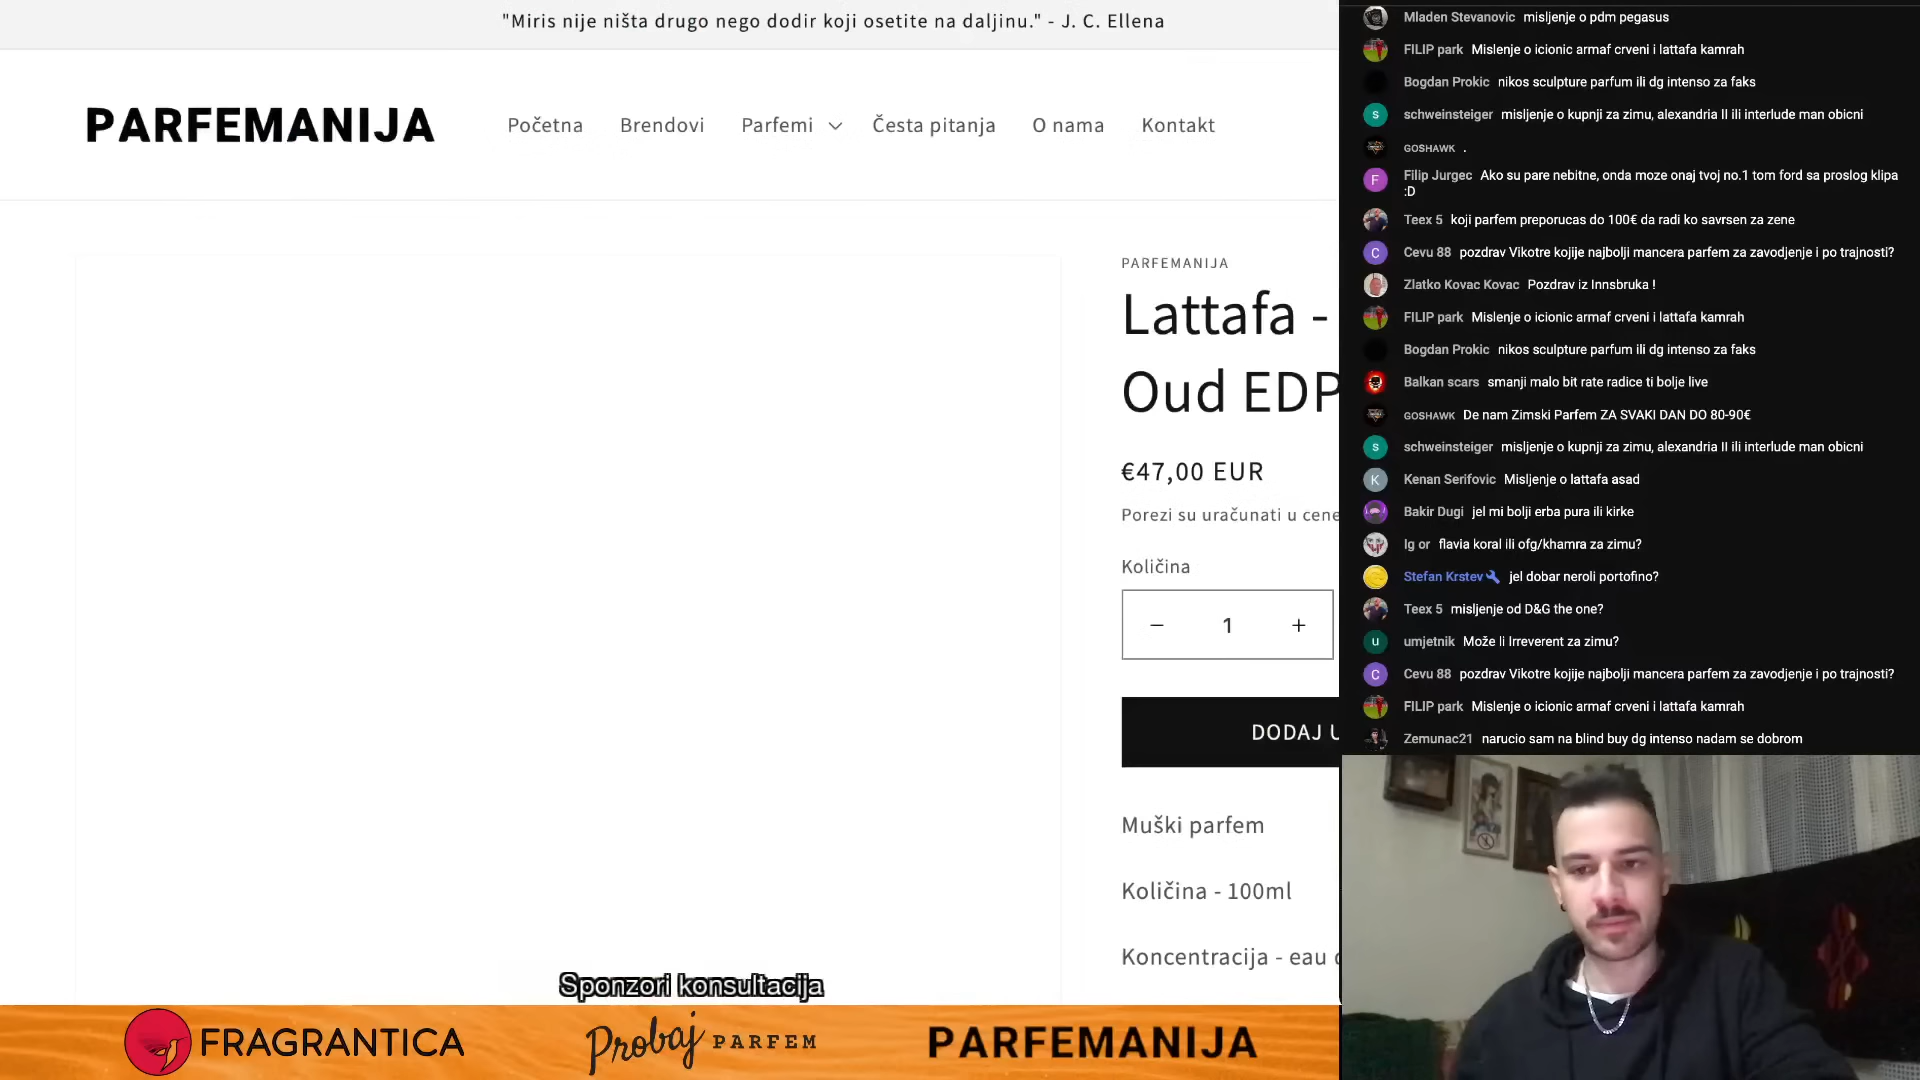 "Miris nije ništa drugo nego dodir koji osetite na daljinu." - J. C. Ellena
PARFEMANIJA
Početna
Brendovi
Parfemi
Česta pitanja
O nama
Kontakt
PARFEMANIJA
Lattafa -
Oud EDP
€47,00 EUR
Porezi su uračunati u cene
Količina
− 1 +
DODAJ U
Muški parfem
Količina - 100ml
Koncentracija - eau
Sponzori konsultacija
FRAGRANTICA
Probaj PARFEM
PARFEMANIJA
Mladen Stevanovic misljenje o pdm pegasus
FILIP park Mislenje o icionic armaf crveni i lattafa kamrah
Bogdan Prokic nikos sculpture parfum ili dg intenso za faks
S schweinsteiger misljenje o kupnji za zimu, alexandria II ili interlude man obicni
GOSHAWK .
F Filip Jurgec Ako su pare nebitne, onda moze onaj tvoj no.1 tom ford sa proslog klipa
:D
Teex 5 koji parfem preporucas do 100€ da radi ko savrsen za zene
C Cevu 88 pozdrav Vikotre kojije najbolji mancera parfem za zavodjenje i po trajnosti?
Zlatko Kovac Kovac Pozdrav iz Innsbruka !
FILIP park Mislenje o icionic armaf crveni i lattafa kamrah
Bogdan Prokic nikos sculpture parfum ili dg intenso za faks
Balkan scars smanji malo bit rate radice ti bolje live
GOSHAWK De nam Zimski Parfem ZA SVAKI DAN DO 80-90€
S schweinsteiger misljenje o kupnji za zimu, alexandria II ili interlude man obicni
K Kenan Serifovic Misljenje o lattafa asad
Bakir Dugi jel mi bolji erba pura ili kirke
Ig or flavia koral ili ofg/khamra za zimu?
Stefan Krstev jel dobar neroli portofino?
Teex 5 misljenje od D&G the one?
u umjetnik Može li Irreverent za zimu?
C Cevu 88 pozdrav Vikotre kojije najbolji mancera parfem za zavodjenje i po trajnosti?
FILIP park Mislenje o icionic armaf crveni i lattafa kamrah
Zemunac21 narucio sam na blind buy dg intenso nadam se dobrom